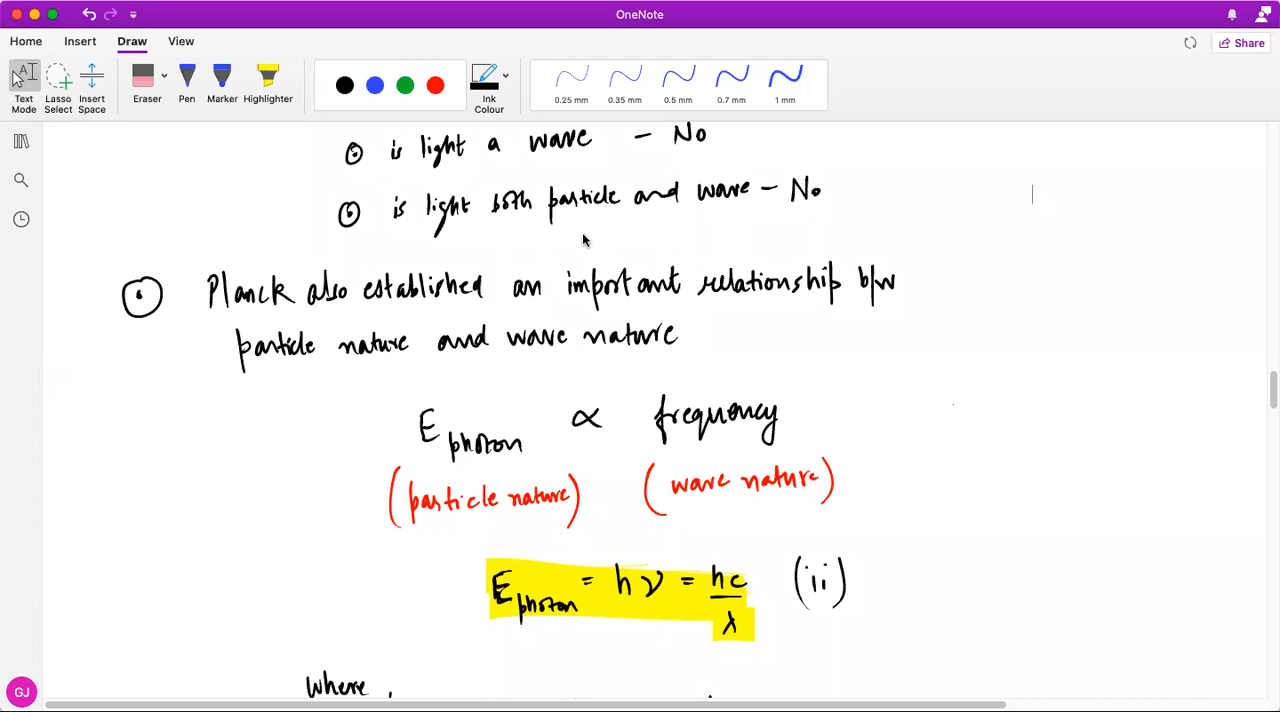 OneNote
Home Insert Draw View
Share
Text Mode
Lasso Select
Insert Space
Eraser
Pen
Marker
Highlighter
Ink Colour
0.25 mm
0.35 mm
0.5 mm
0.7 mm
1 mm
is light a wave - No
is light both particle and wave - No
Planck also established an important relationship b/w
particle nature and wave nature
E photon ∝ frequency
(particle nature) (wave nature)
E photon = hν = hc/λ (ii)
Where,
GJ